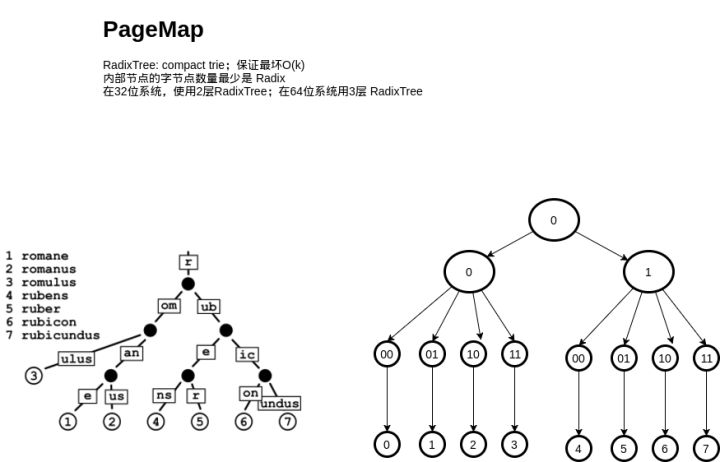 PageMap
RadixTree: compact trie；保证最坏O(k)
内部节点的字节点数量最少是 Radix
在32位系统，使用2层RadixTree；在64位系统用3层 RadixTree
1 romane
2 romanus
3 romulus
4 rubens
5 ruber
6 rubicon
7 rubicundus
r
om ub
ulus an e ic
3
e us ns r on undus
1 2 4 5 6 7
0
0 1
00 01 10 11 00 01 10 11
0 1 2 3 4 5 6 7